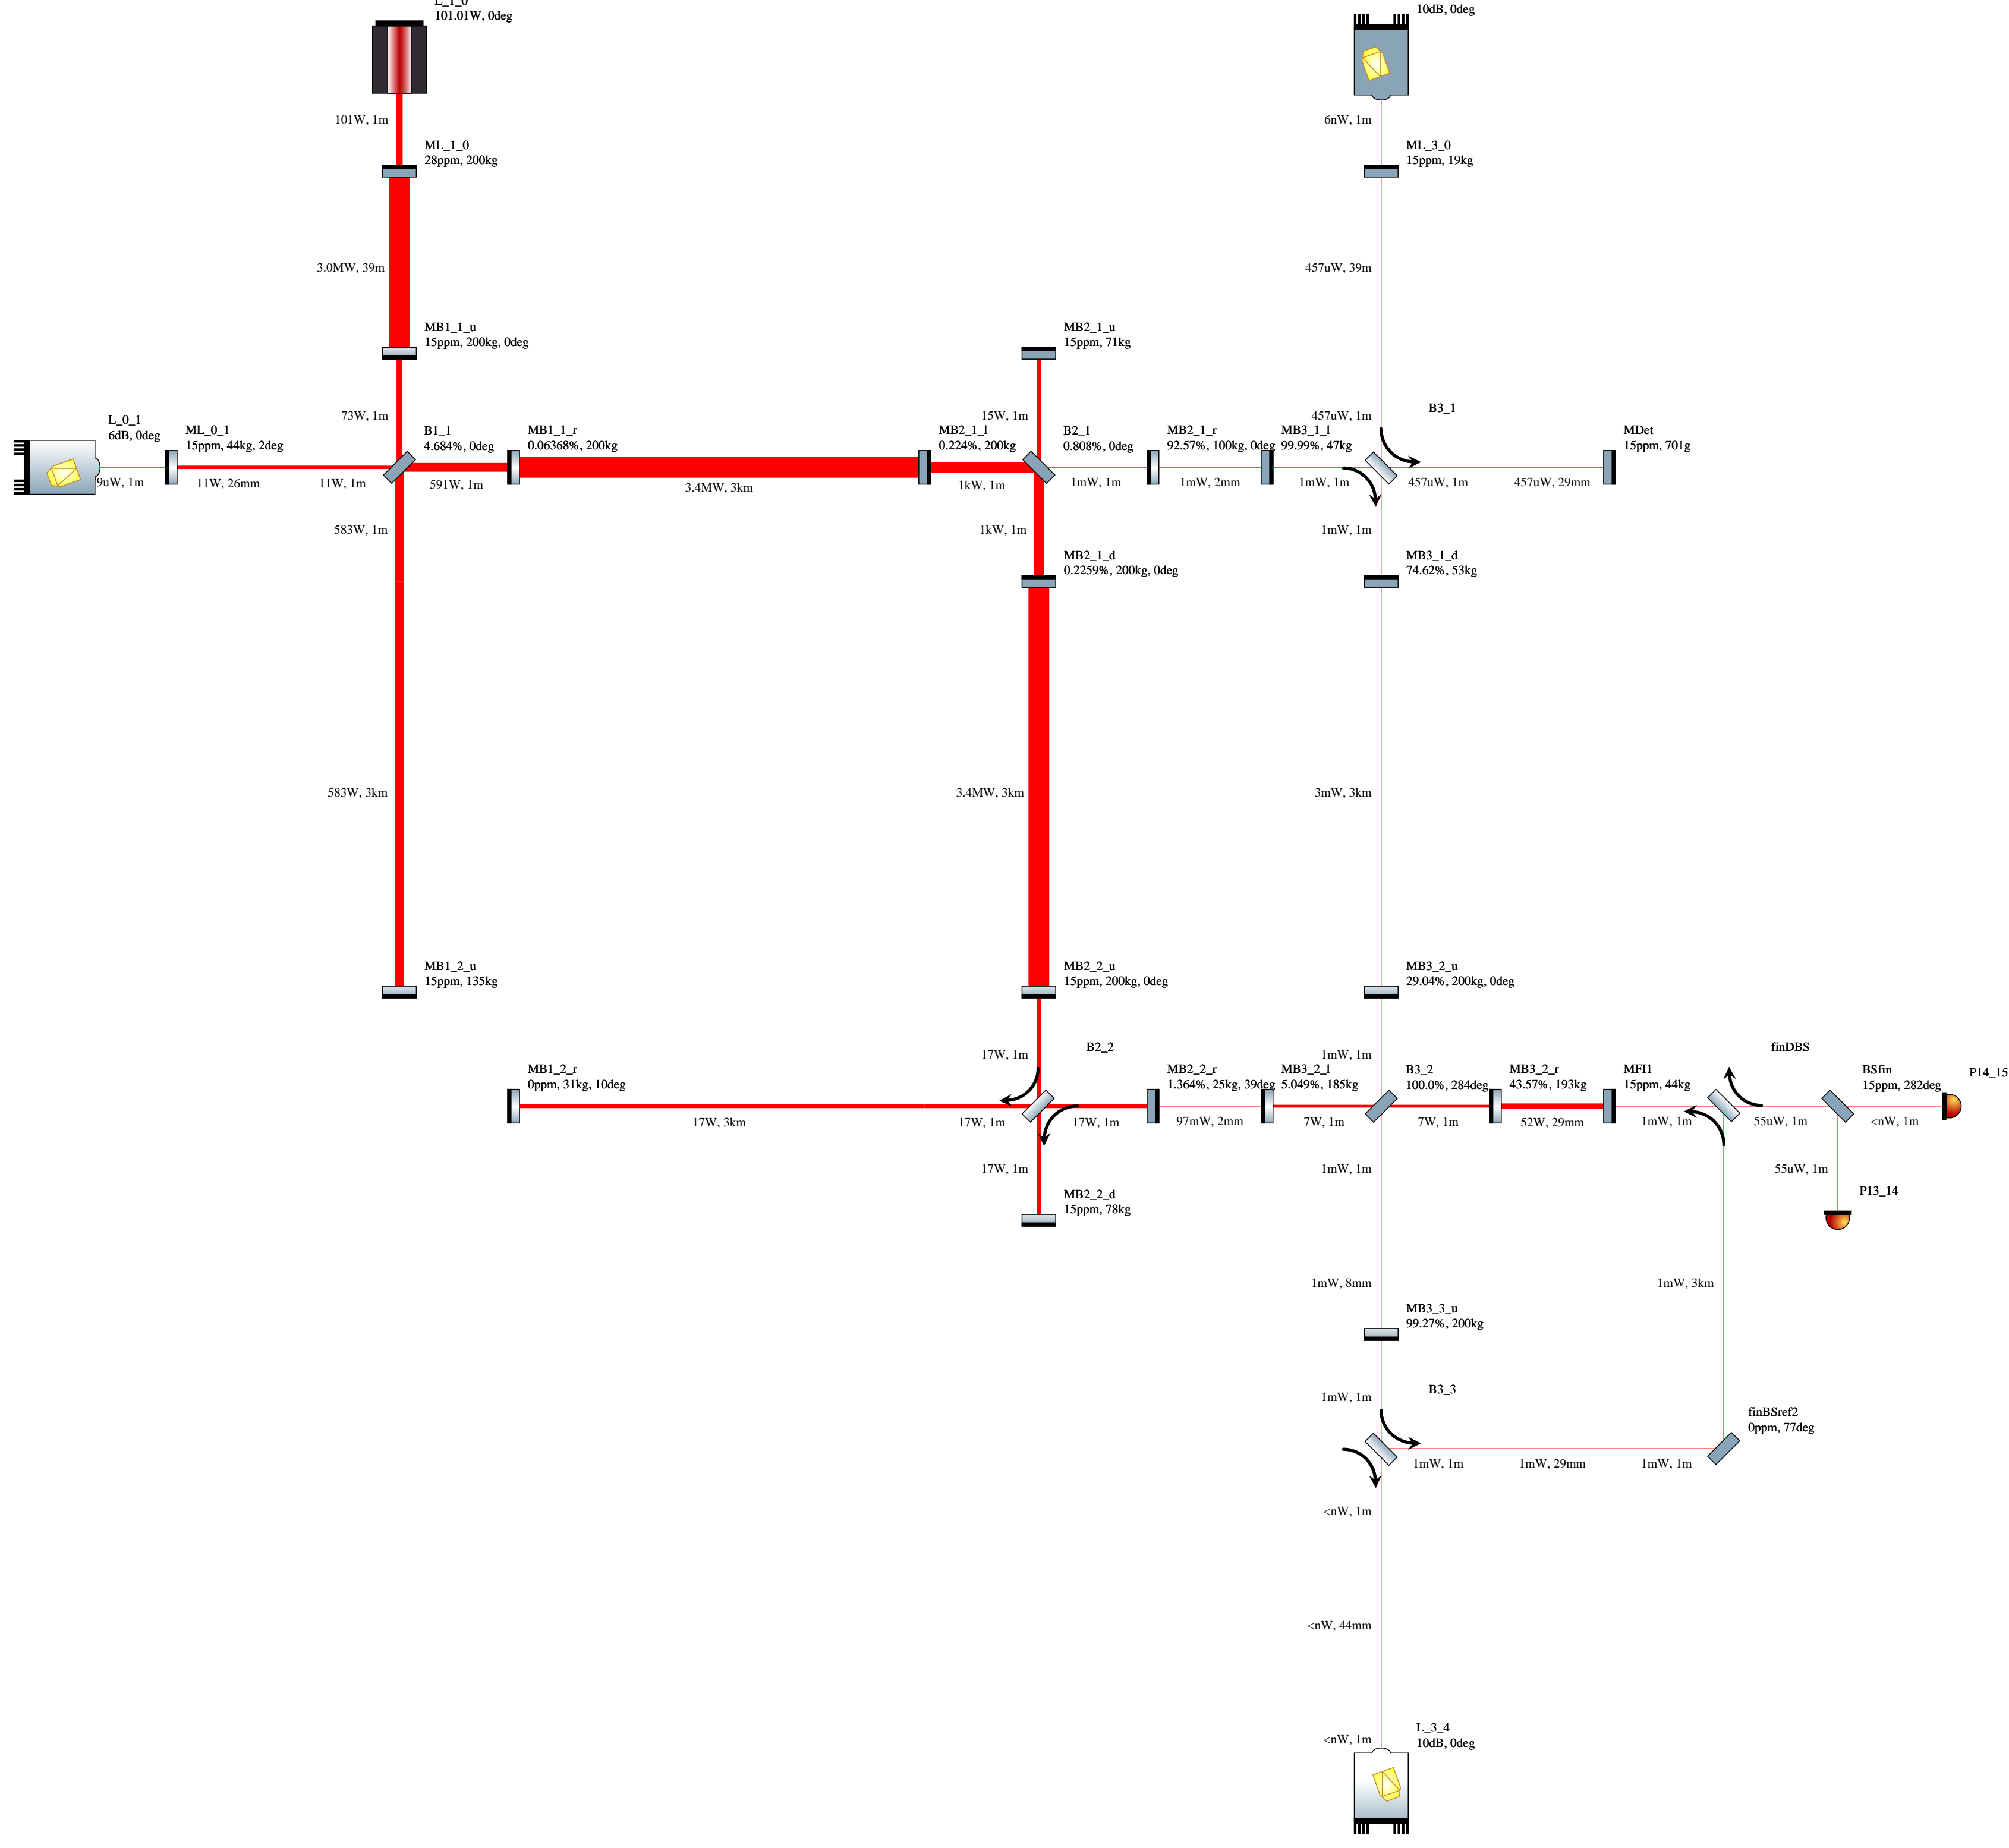 L_1_0
101.01W, 0deg
10dB, 0deg
101W, 1m
6nW, 1m
ML_1_0
28ppm, 200kg
ML_3_0
15ppm, 19kg
3.0MW, 39m
457uW, 39m
MB1_1_u
15ppm, 200kg, 0deg
MB2_1_u
15ppm, 71kg
73W, 1m
15W, 1m
457uW, 1m
B3_1
L_0_1
6dB, 0deg
ML_0_1
15ppm, 44kg, 2deg
B1_1
4.684%, 0deg
MB1_1_r
0.06368%, 200kg
MB2_1_l
0.224%, 200kg
B2_1
0.808%, 0deg
MB2_1_r
92.57%, 100kg, 0deg
MB3_1_l
99.99%, 47kg
MDet
15ppm, 701g
9uW, 1m
11W, 26mm
11W, 1m
591W, 1m
3.4MW, 3km
1kW, 1m
1mW, 1m
1mW, 2mm
1mW, 1m
457uW, 1m
457uW, 29mm
583W, 1m
1kW, 1m
1mW, 1m
MB2_1_d
0.2259%, 200kg, 0deg
MB3_1_d
74.62%, 53kg
583W, 3km
3.4MW, 3km
3mW, 3km
MB1_2_u
15ppm, 135kg
MB2_2_u
15ppm, 200kg, 0deg
MB3_2_u
29.04%, 200kg, 0deg
17W, 1m
B2_2
1mW, 1m
finDBS
MB1_2_r
0ppm, 31kg, 10deg
MB2_2_r
1.364%, 25kg, 39deg
MB3_2_l
5.049%, 185kg
B3_2
100.0%, 284deg
MB3_2_r
43.57%, 193kg
MFI1
15ppm, 44kg
BSfin
15ppm, 282deg
P14_15
17W, 3km
17W, 1m
17W, 1m
97mW, 2mm
7W, 1m
7W, 1m
52W, 29mm
1mW, 1m
55uW, 1m
<nW, 1m
17W, 1m
1mW, 1m
55uW, 1m
MB2_2_d
15ppm, 78kg
P13_14
1mW, 8mm
1mW, 3km
MB3_3_u
99.27%, 200kg
1mW, 1m
B3_3
finBSref2
0ppm, 77deg
1mW, 1m
1mW, 29mm
1mW, 1m
<nW, 1m
<nW, 44mm
<nW, 1m
L_3_4
10dB, 0deg